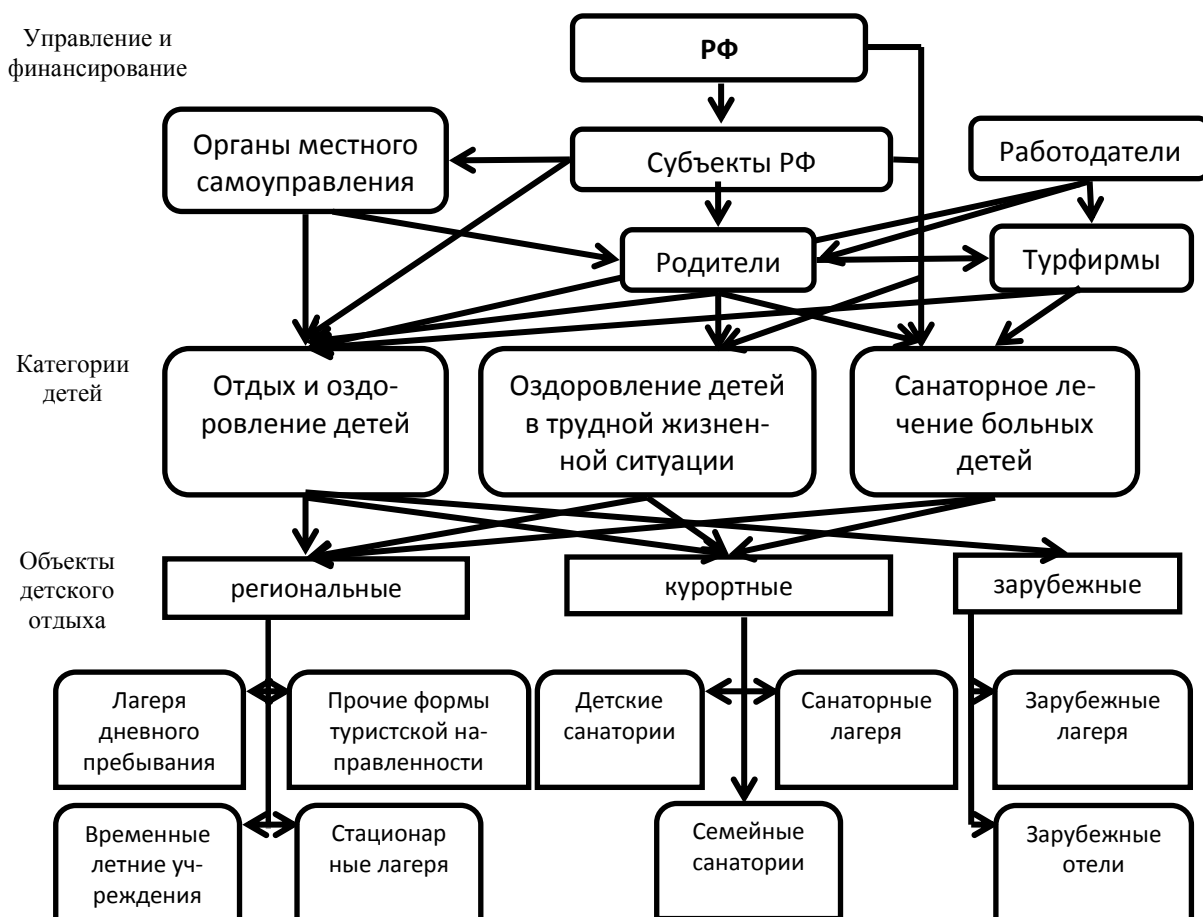 Управление и
финансирование
РФ
Органы местного
самоуправления
Субъекты РФ
Работодатели
Родители
Турфирмы
Категории
детей
Отдых и оздо-
ровление детей
Оздоровление детей
в трудной жизнен-
ной ситуации
Санаторное ле-
чение больных
детей
Объекты
детского
отдыха
региональные
курортные
зарубежные
Лагеря
дневного
пребывания
Прочие формы
туристской на-
правленности
Детские
санатории
Санаторные
лагеря
Зарубежные
лагеря
Временные
летние уч-
реждения
Стационар
ные лагеря
Семейные
санатории
Зарубежные
отели